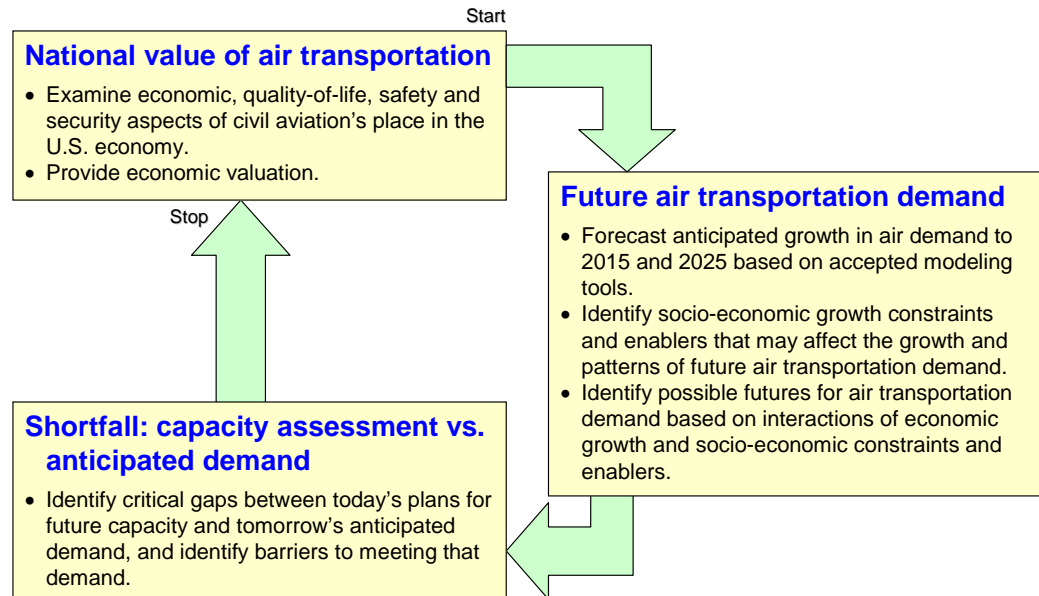 Start
National value of air transportation
• Examine economic, quality-of-life, safety and
security aspects of civil aviation's place in the
U.S. economy.
• Provide economic valuation.
Stop
Future air transportation demand
• Forecast anticipated growth in air demand to
2015 and 2025 based on accepted modeling
tools.
• Identify socio-economic growth constraints
and enablers that may affect the growth and
patterns of future air transportation demand.
• Identify possible futures for air transportation
demand based on interactions of economic
growth and socio-economic constraints and
enablers.
Shortfall: capacity assessment vs.
anticipated demand
• Identify critical gaps between today's plans for
future capacity and tomorrow's anticipated
demand, and identify barriers to meeting that
demand.